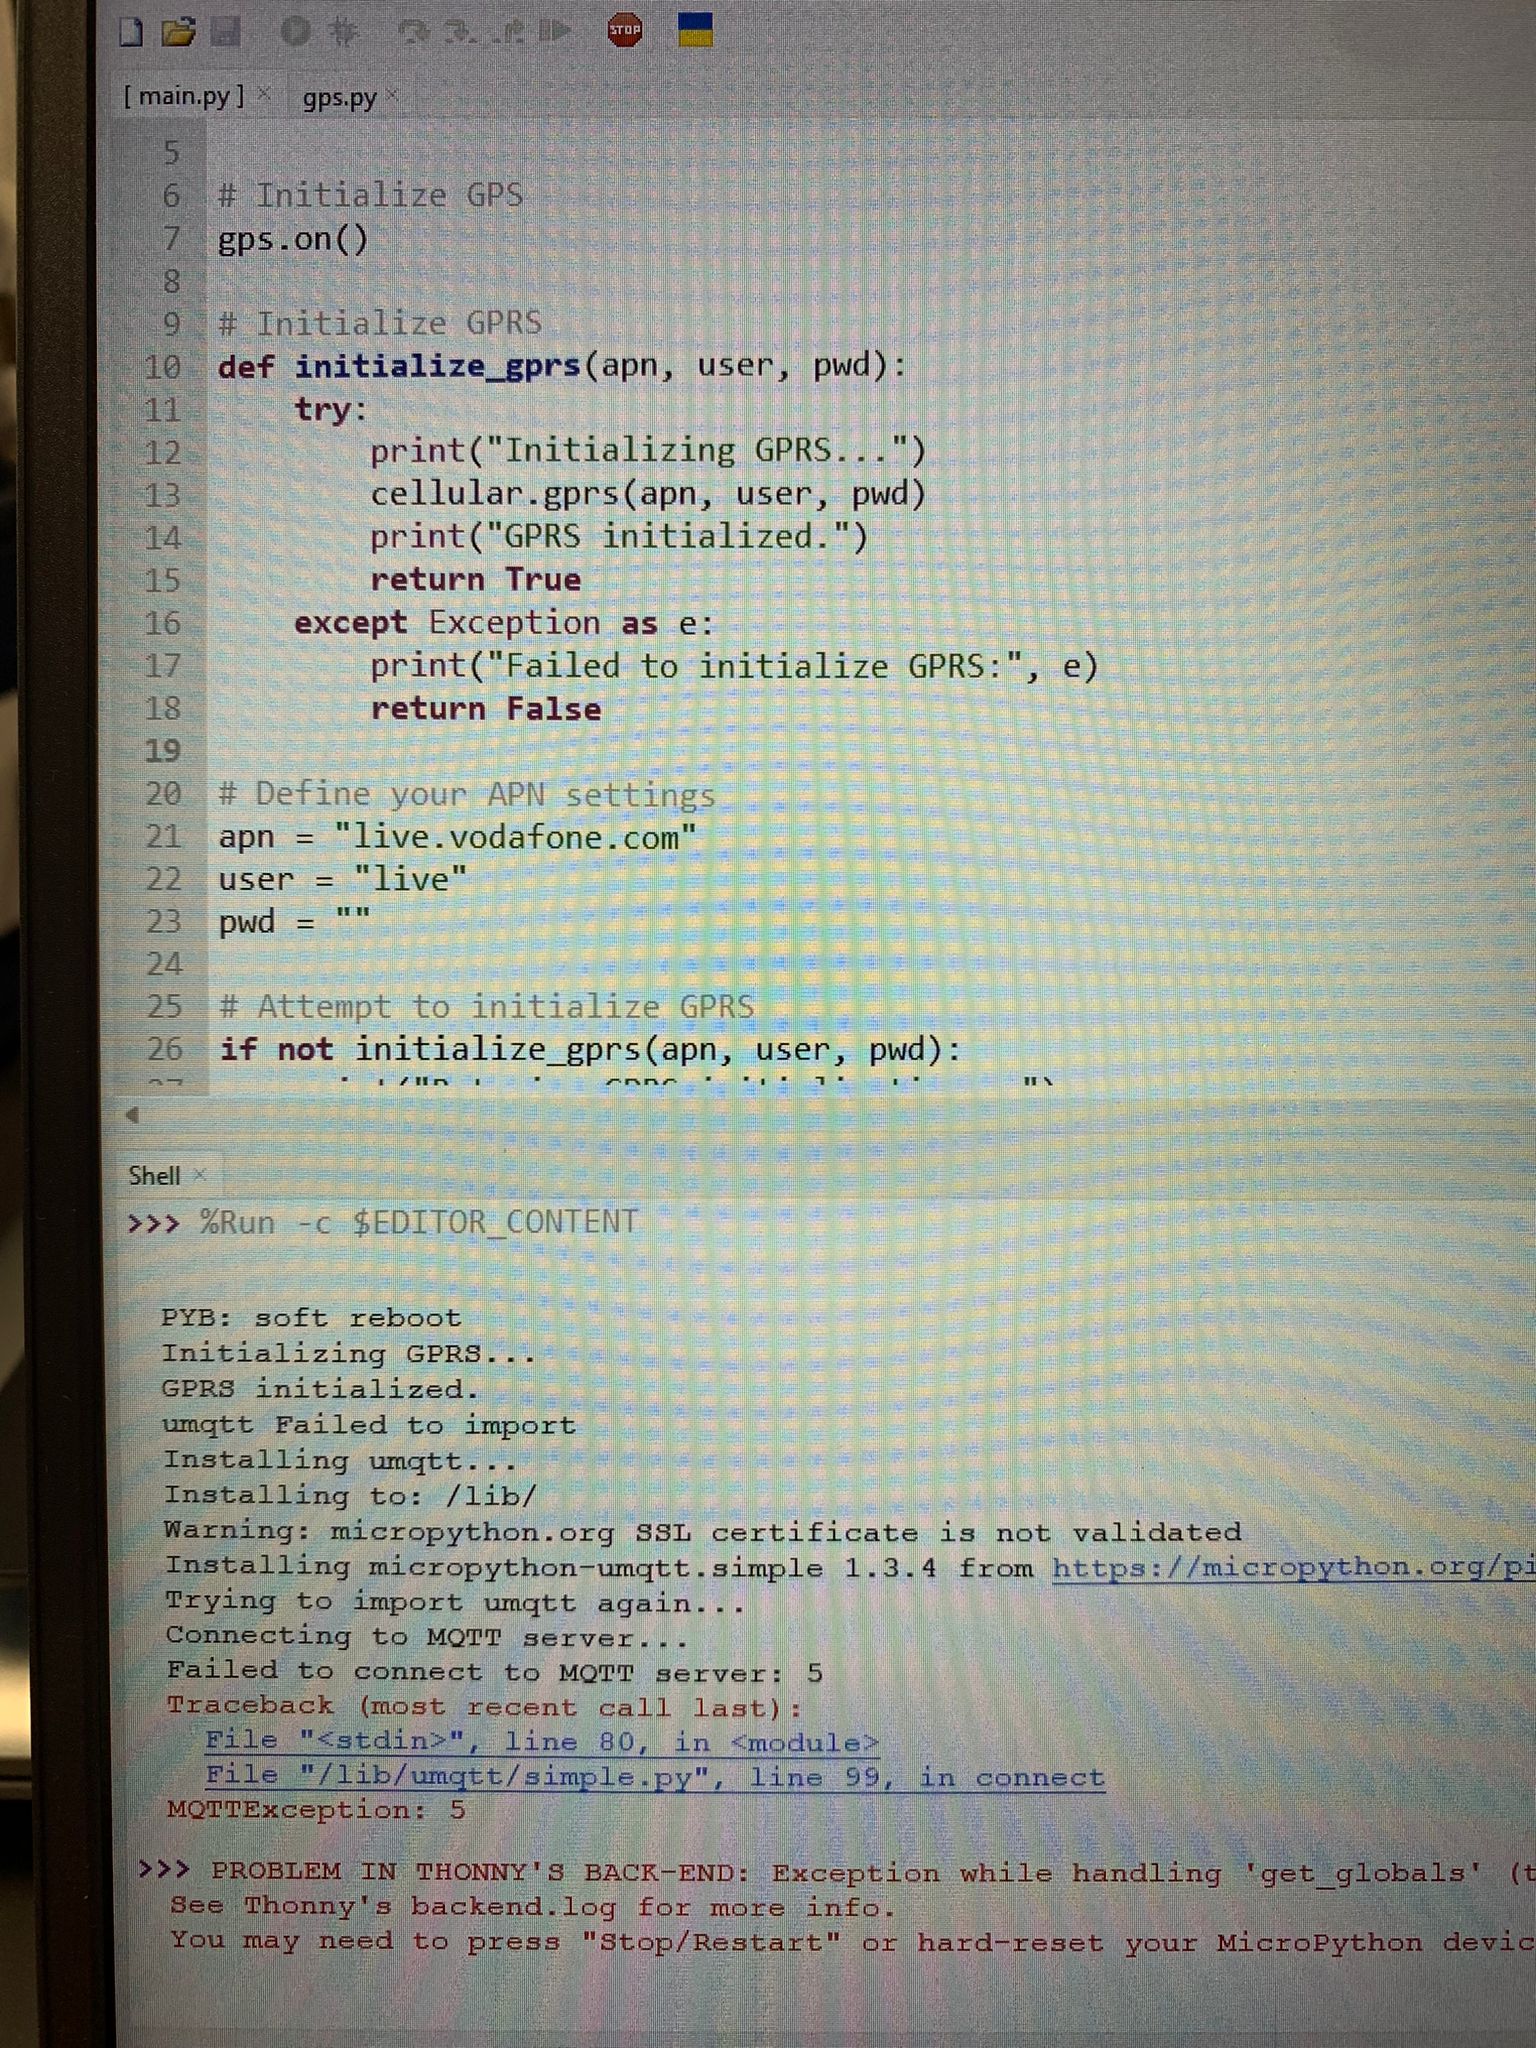 STOP
[ main.py ] ×
gps.py ×
5
6 # Initialize GPS
7 gps.on()
8
9 # Initialize GPRS
10 def initialize_gprs(apn, user, pwd):
11     try:
12         print("Initializing GPRS...")
13         cellular.gprs(apn, user, pwd)
14         print("GPRS initialized.")
15         return True
16     except Exception as e:
17         print("Failed to initialize GPRS:", e)
18         return False
19
20 # Define your APN settings
21 apn = "live.vodafone.com"
22 user = "live"
23 pwd = ""
24
25 # Attempt to initialize GPRS
26 if not initialize_gprs(apn, user, pwd):
Shell ×
>>> %Run -c $EDITOR_CONTENT
PYB: soft reboot
Initializing GPRS...
GPRS initialized.
umqtt Failed to import
Installing umqtt...
Installing to: /lib/
Warning: micropython.org SSL certificate is not validated
Installing micropython-umqtt.simple 1.3.4 from https://micropython.org/pi
Trying to import umqtt again...
Connecting to MQTT server...
Failed to connect to MQTT server: 5
Traceback (most recent call last):
File "<stdin>", line 80, in <module>
File "/lib/umqtt/simple.py", line 99, in connect
MQTTException: 5
>>> PROBLEM IN THONNY'S BACK-END: Exception while handling 'get_globals' (t
See Thonny's backend.log for more info.
You may need to press "Stop/Restart" or hard-reset your MicroPython devic